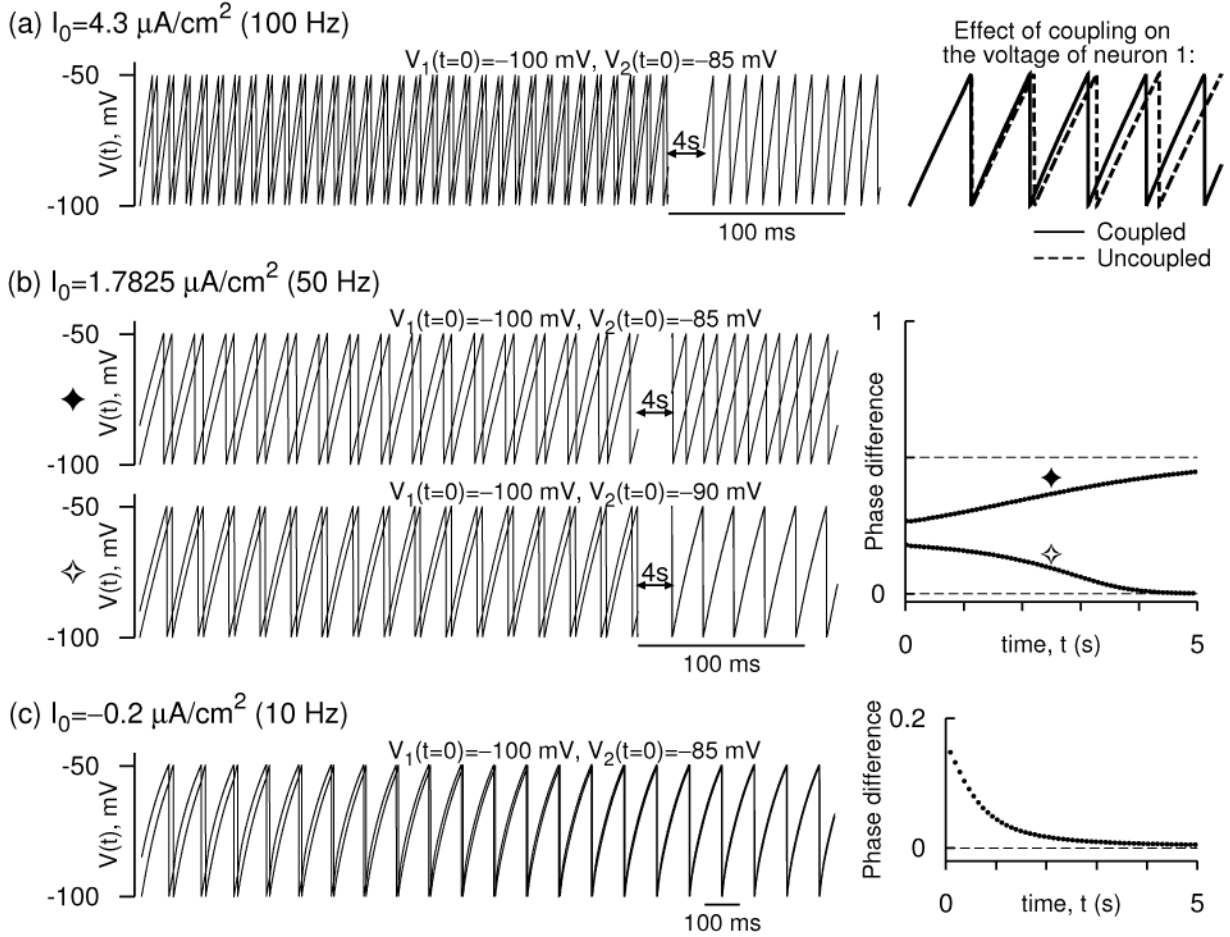 (a) I₀=4.3 μA/cm² (100 Hz)
Effect of coupling on
the voltage of neuron 1:
V₁(t=0)=−100 mV, V₂(t=0)=−85 mV
-50
V(t), mV
4s
-100
100 ms
Coupled
Uncoupled
(b) I₀=1.7825 μA/cm² (50 Hz)
V₁(t=0)=−100 mV, V₂(t=0)=−85 mV
-50
V(t), mV
4s
-100
V₁(t=0)=−100 mV, V₂(t=0)=−90 mV
-50
V(t), mV
4s
-100
100 ms
1
Phase difference
0
0
time, t (s)
5
(c) I₀=−0.2 μA/cm² (10 Hz)
V₁(t=0)=−100 mV, V₂(t=0)=−85 mV
-50
V(t), mV
-100
100 ms
0.2
Phase difference
0
0
time, t (s)
5